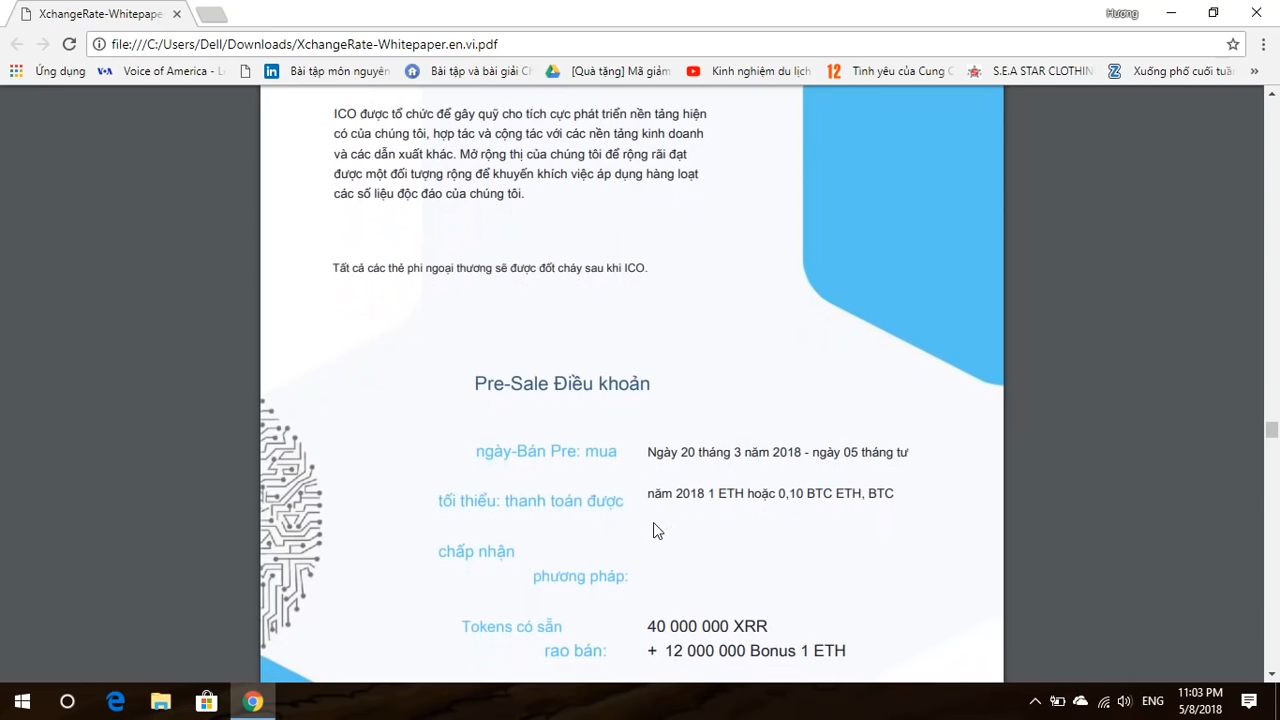 XchangeRate-Whitepape
Hương
file:///C:/Users/Dell/Downloads/XchangeRate-Whitepaper.en.vi.pdf
Ứng dụng
VOA
Voice of America - L
in
Bài tập môn nguyên
Bài tập và bài giải C
[Quà tặng] Mã giảm
Kinh nghiệm du lịch
12
Tình yêu của Cung
S.E.A STAR CLOTHIN
Z
Xuống phố cuối tuần
»
ICO được tổ chức để gây quỹ cho tích cực phát triển nền tảng hiện
có của chúng tôi, hợp tác và cộng tác với các nền tảng kinh doanh
và các dẫn xuất khác. Mở rộng thị của chúng tôi để rộng rãi đạt
được một đối tượng rộng để khuyến khích việc áp dụng hàng loạt
các số liệu độc đáo của chúng tôi.
Tất cả các thẻ phi ngoại thương sẽ được đốt cháy sau khi ICO.
Pre-Sale Điều khoản
ngày-Bán Pre: mua
Ngày 20 tháng 3 năm 2018 - ngày 05 tháng tư
tối thiểu: thanh toán được
năm 2018 1 ETH hoặc 0,10 BTC ETH, BTC
chấp nhận
phương pháp:
Tokens có sẵn
40 000 000 XRR
rao bán:
+ 12 000 000 Bonus 1 ETH
ENG
11:03 PM
5/8/2018